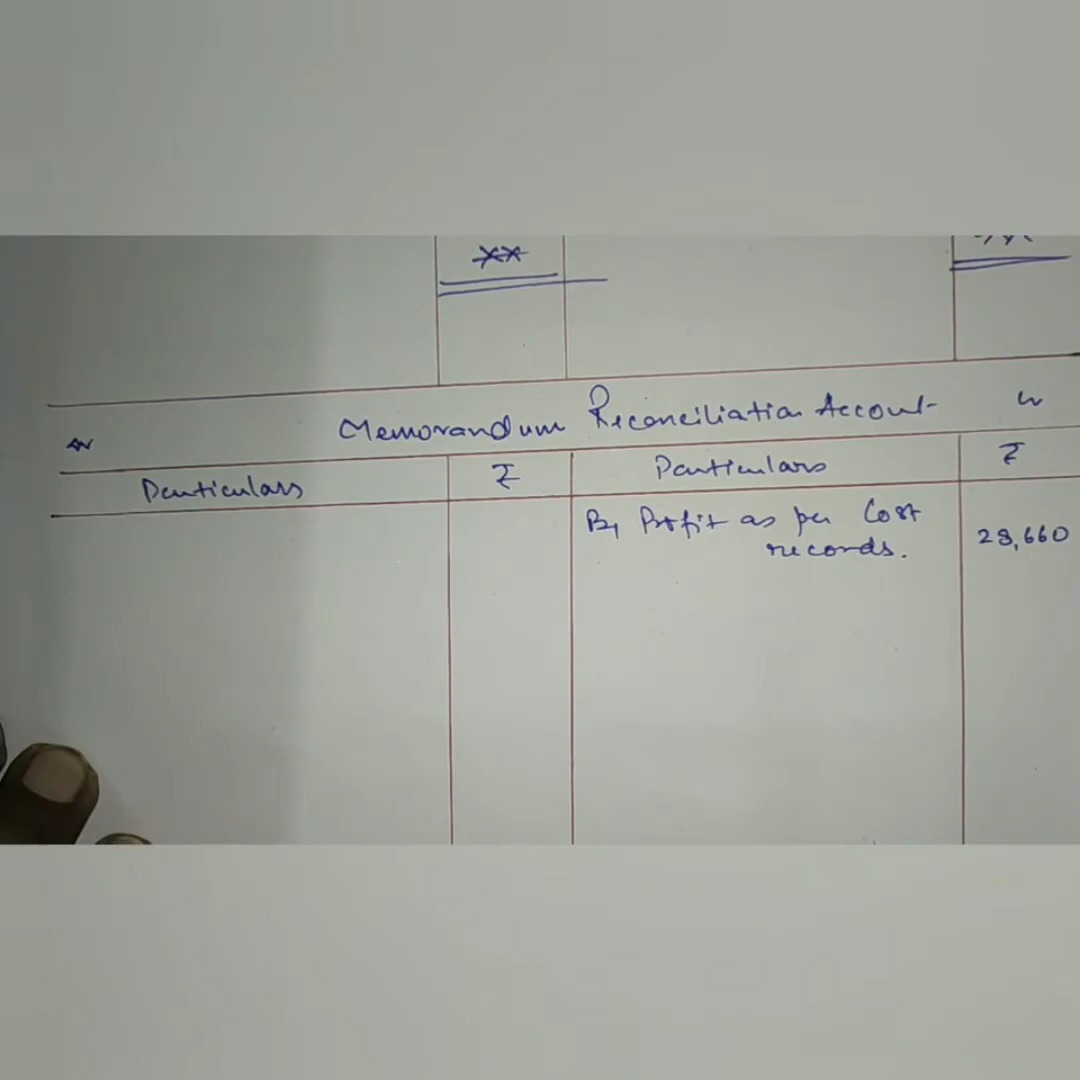 xx
Memorandum Reconciliation Account
Particulars ₹ Particulars ₹
By Profit as per Cost
records. 28,660